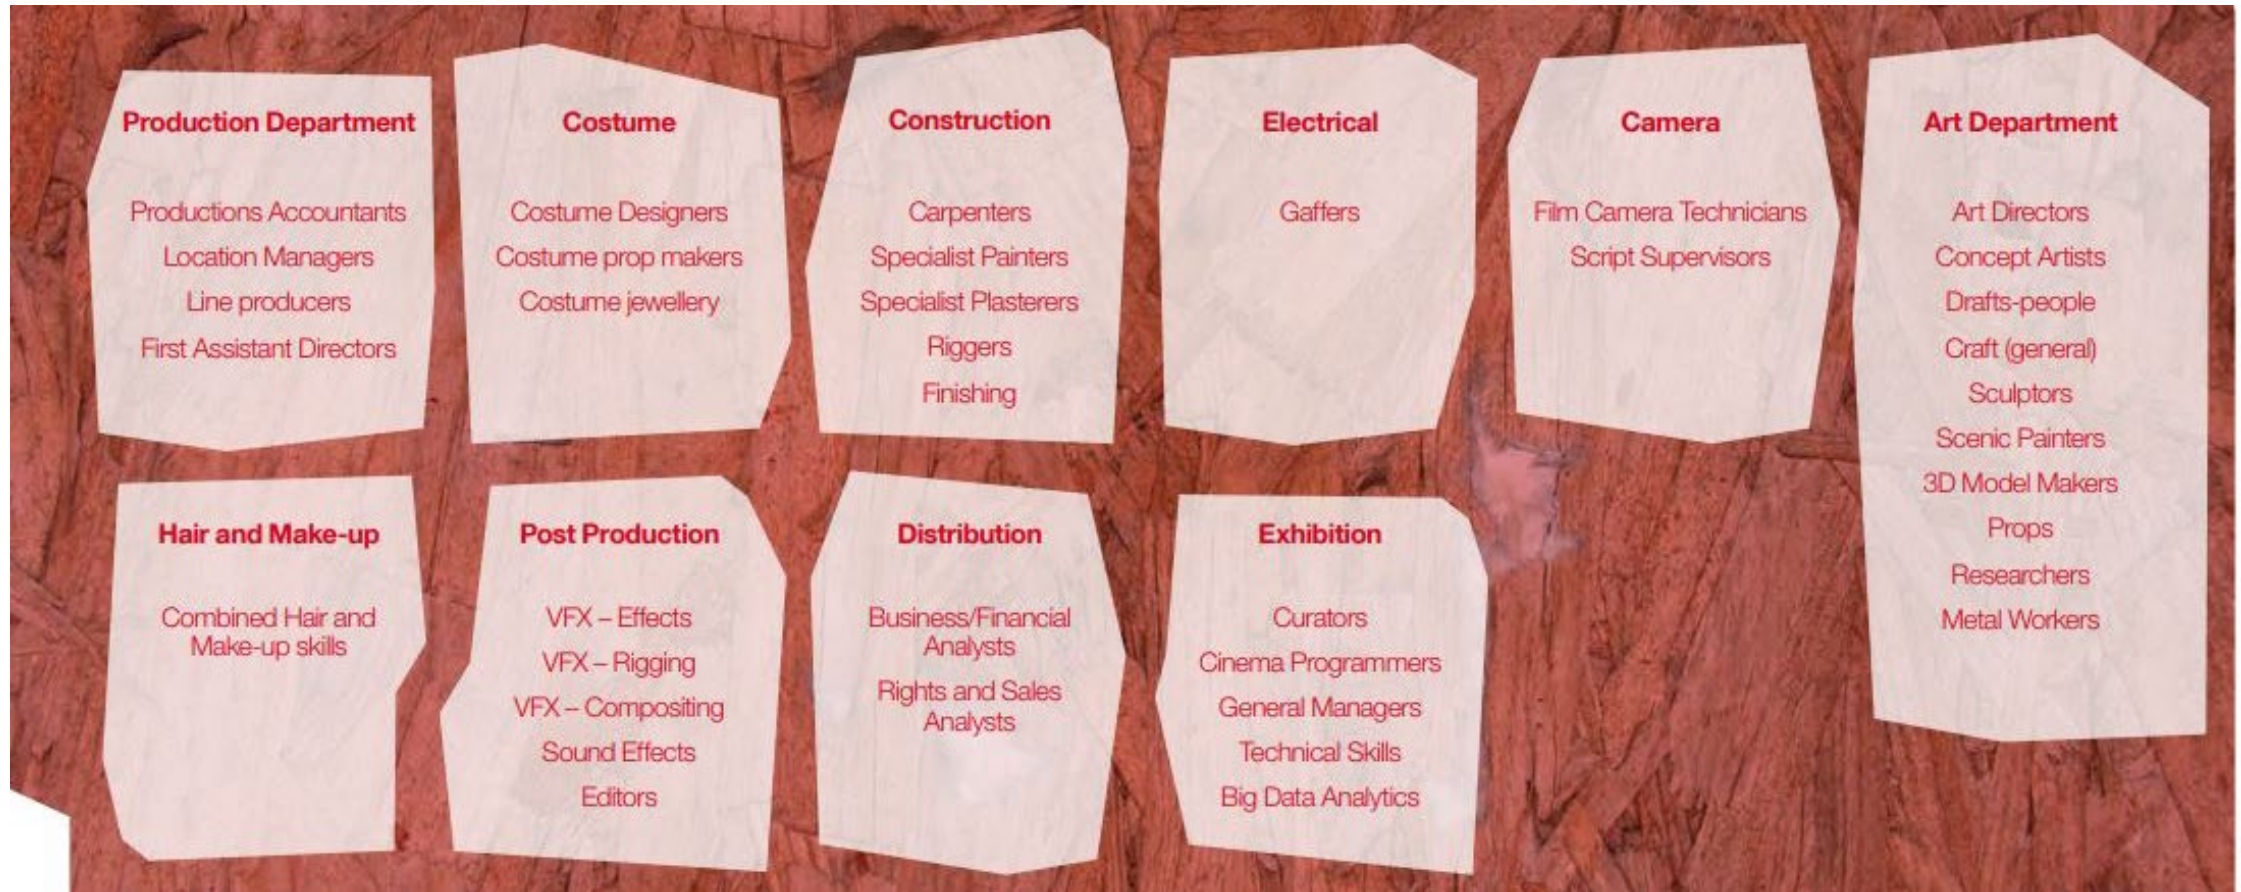 Production Department
Productions Accountants
Location Managers
Line producers
First Assistant Directors
Costume
Costume Designers
Costume prop makers
Costume jewellery
Construction
Carpenters
Specialist Painters
Specialist Plasterers
Riggers
Finishing
Electrical
Gaffers
Camera
Film Camera Technicians
Script Supervisors
Art Department
Art Directors
Concept Artists
Drafts-people
Craft (general)
Sculptors
Scenic Painters
3D Model Makers
Props
Researchers
Metal Workers
Hair and Make-up
Combined Hair and
Make-up skills
Post Production
VFX – Effects
VFX – Rigging
VFX – Compositing
Sound Effects
Editors
Distribution
Business/Financial
Analysts
Rights and Sales
Analysts
Exhibition
Curators
Cinema Programmers
General Managers
Technical Skills
Big Data Analytics